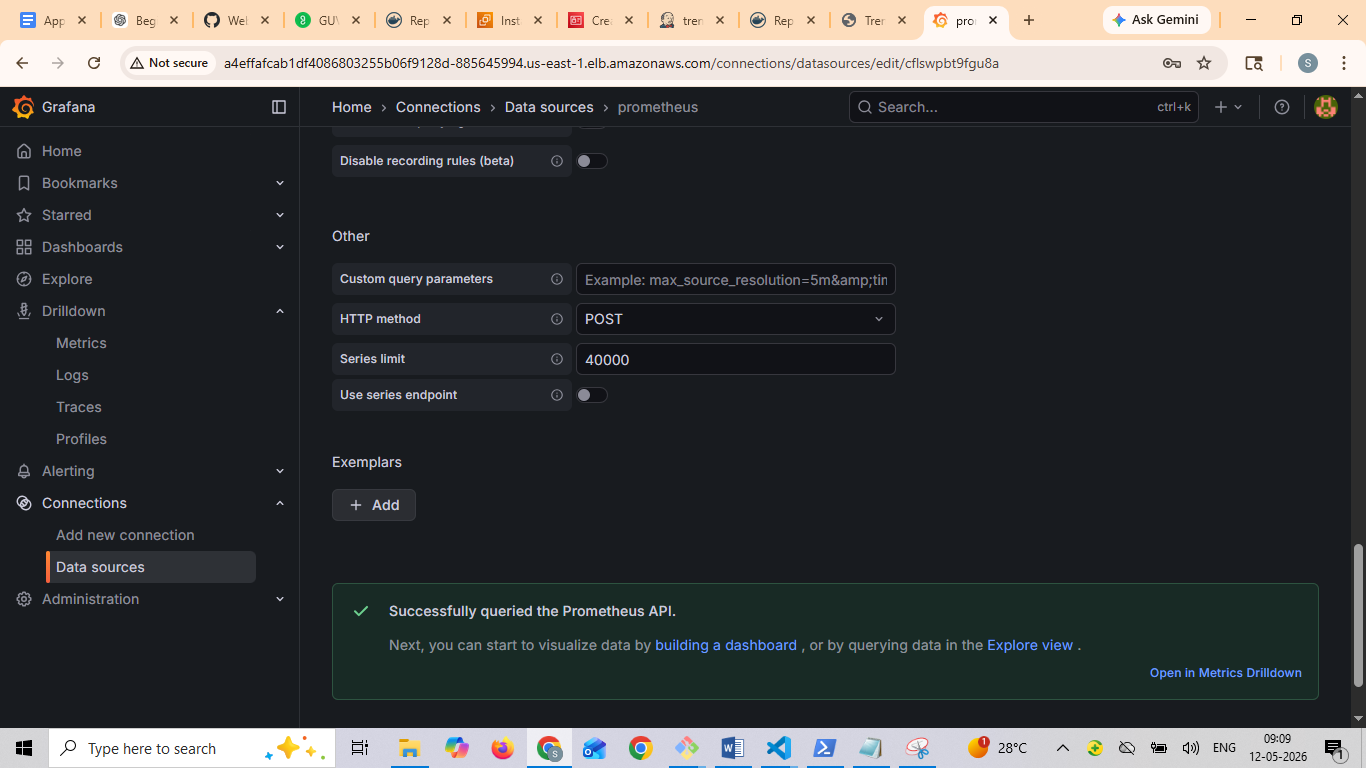 App
Beg
Wel
GUV
Rep
Inst
Cre
tren
Rep
Tren
pro
Ask Gemini
Not secure
a4effafcab1df4086803255b06f9128d-885645994.us-east-1.elb.amazonaws.com/connections/datasources/edit/cflswpbt9fgu8a
S
Grafana
Home › Connections › Data sources › prometheus
Search...
ctrl+k
Home
Bookmarks
Starred
Dashboards
Explore
Drilldown
Metrics
Logs
Traces
Profiles
Alerting
Connections
Add new connection
Data sources
Administration
Disable recording rules (beta)
Other
Custom query parameters
Example: max_source_resolution=5m&amp;tin
HTTP method
POST
Series limit
40000
Use series endpoint
Exemplars
+ Add
Successfully queried the Prometheus API.
Next, you can start to visualize data by building a dashboard , or by querying data in the Explore view .
Open in Metrics Drilldown
Type here to search
S
1
28°C
ENG
09:09
12-05-2026
1